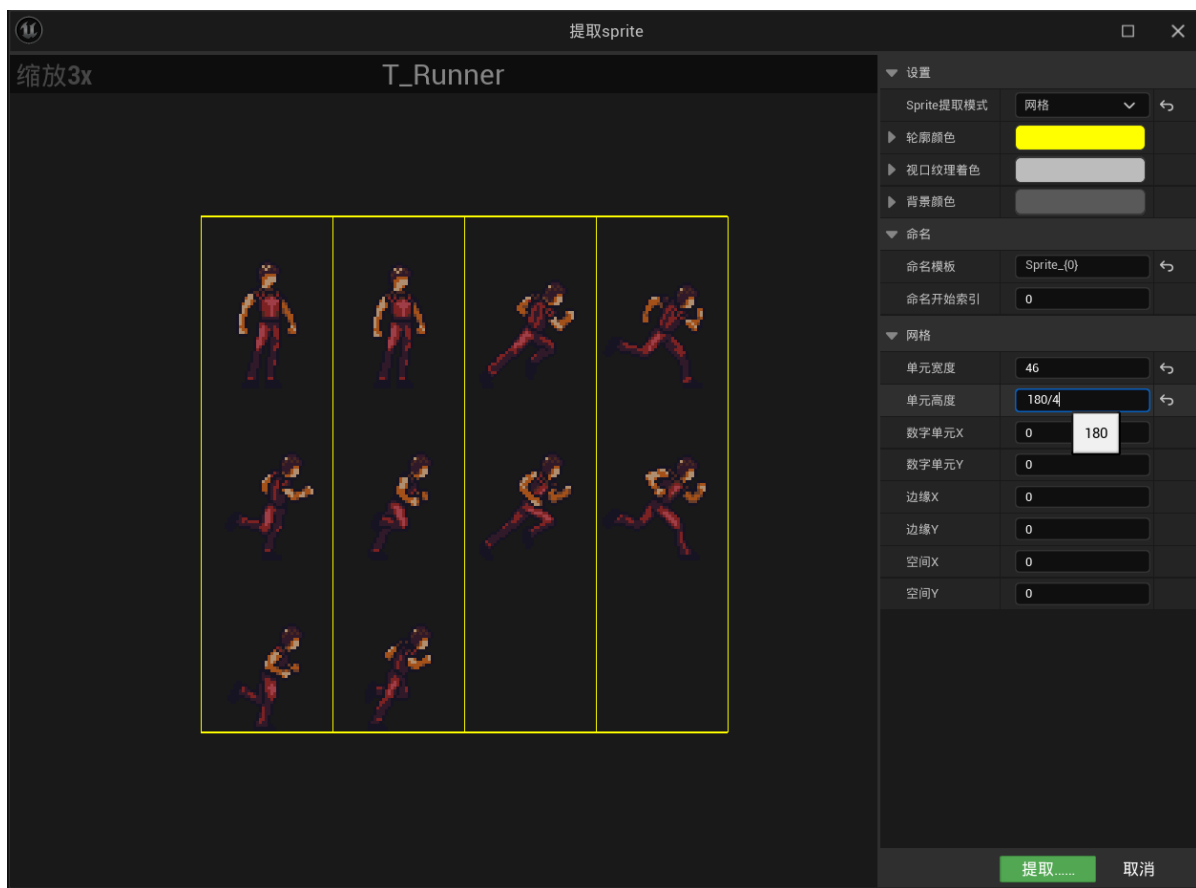 提取sprite
缩放3x
T_Runner
设置
Sprite提取模式 网格
轮廓颜色
视口纹理着色
背景颜色
命名
命名模板 Sprite_{0}
命名开始索引 0
网格
单元宽度 46
单元高度 180/4
数字单元X 0 180
数字单元Y 0
边缘X 0
边缘Y 0
空间X 0
空间Y 0
提取...... 取消